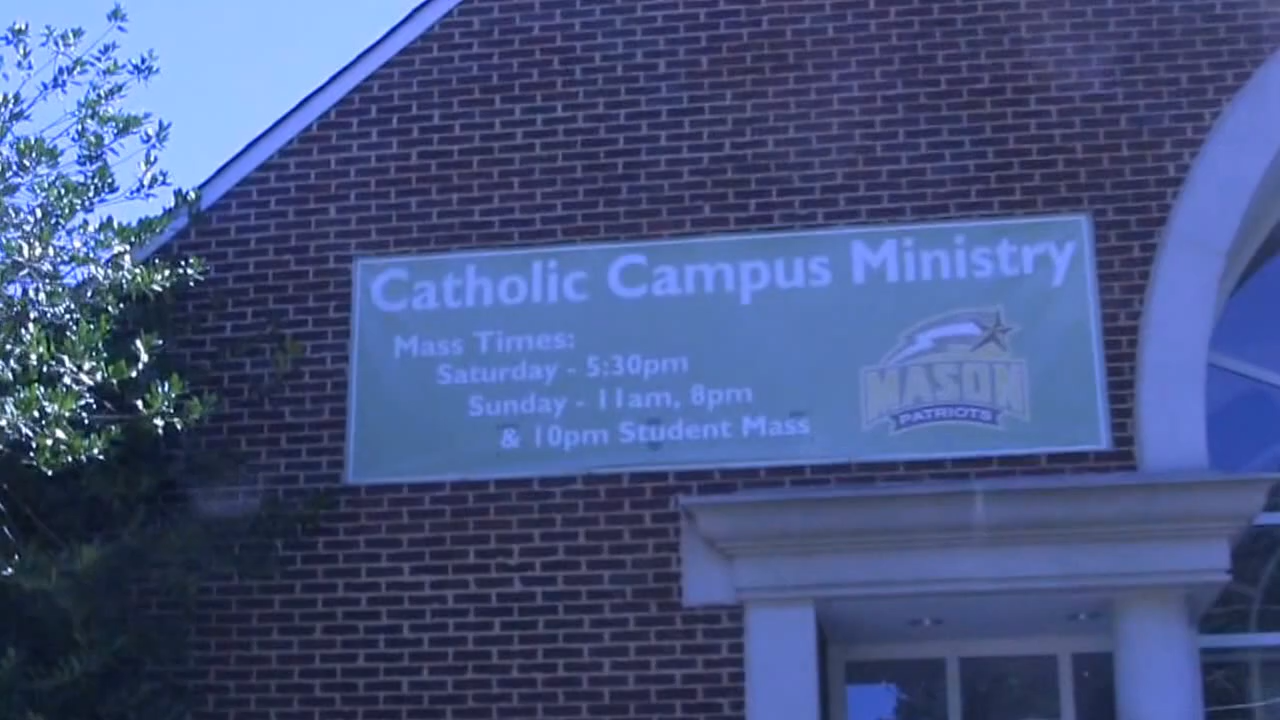 Catholic Campus Ministry
Mass Times:
Saturday - 5:30pm
Sunday - 11am, 8pm
& 10pm Student Mass
MASON
PATRIOTS